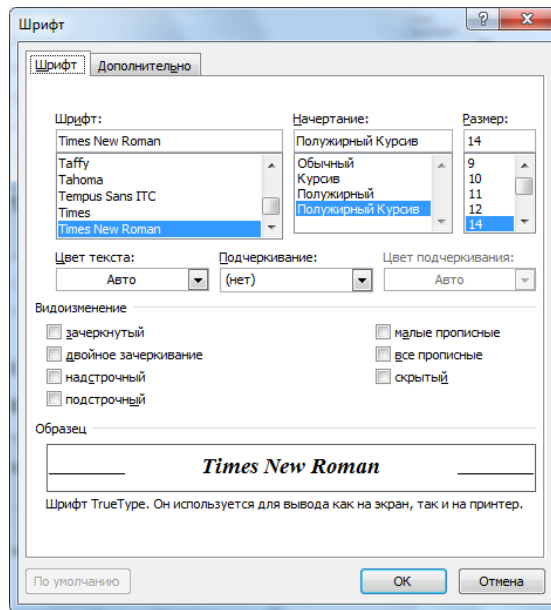 Шрифт
Шрифт Дополнительно
Шрифт: Начертание: Размер:
Times New Roman Полужирный Курсив 14
Taffy Обычный 9
Tahoma Курсив 10
Tempus Sans ITC Полужирный 11
Times Полужирный Курсив 12
Times New Roman 14
Цвет текста: Подчеркивание: Цвет подчеркивания:
Авто (нет) Авто
Видоизменение
зачеркнутый малые прописные
двойное зачеркивание все прописные
надстрочный скрытый
подстрочный
Образец
Times New Roman
Шрифт TrueType. Он используется для вывода как на экран, так и на принтер.
По умолчанию ОК Отмена